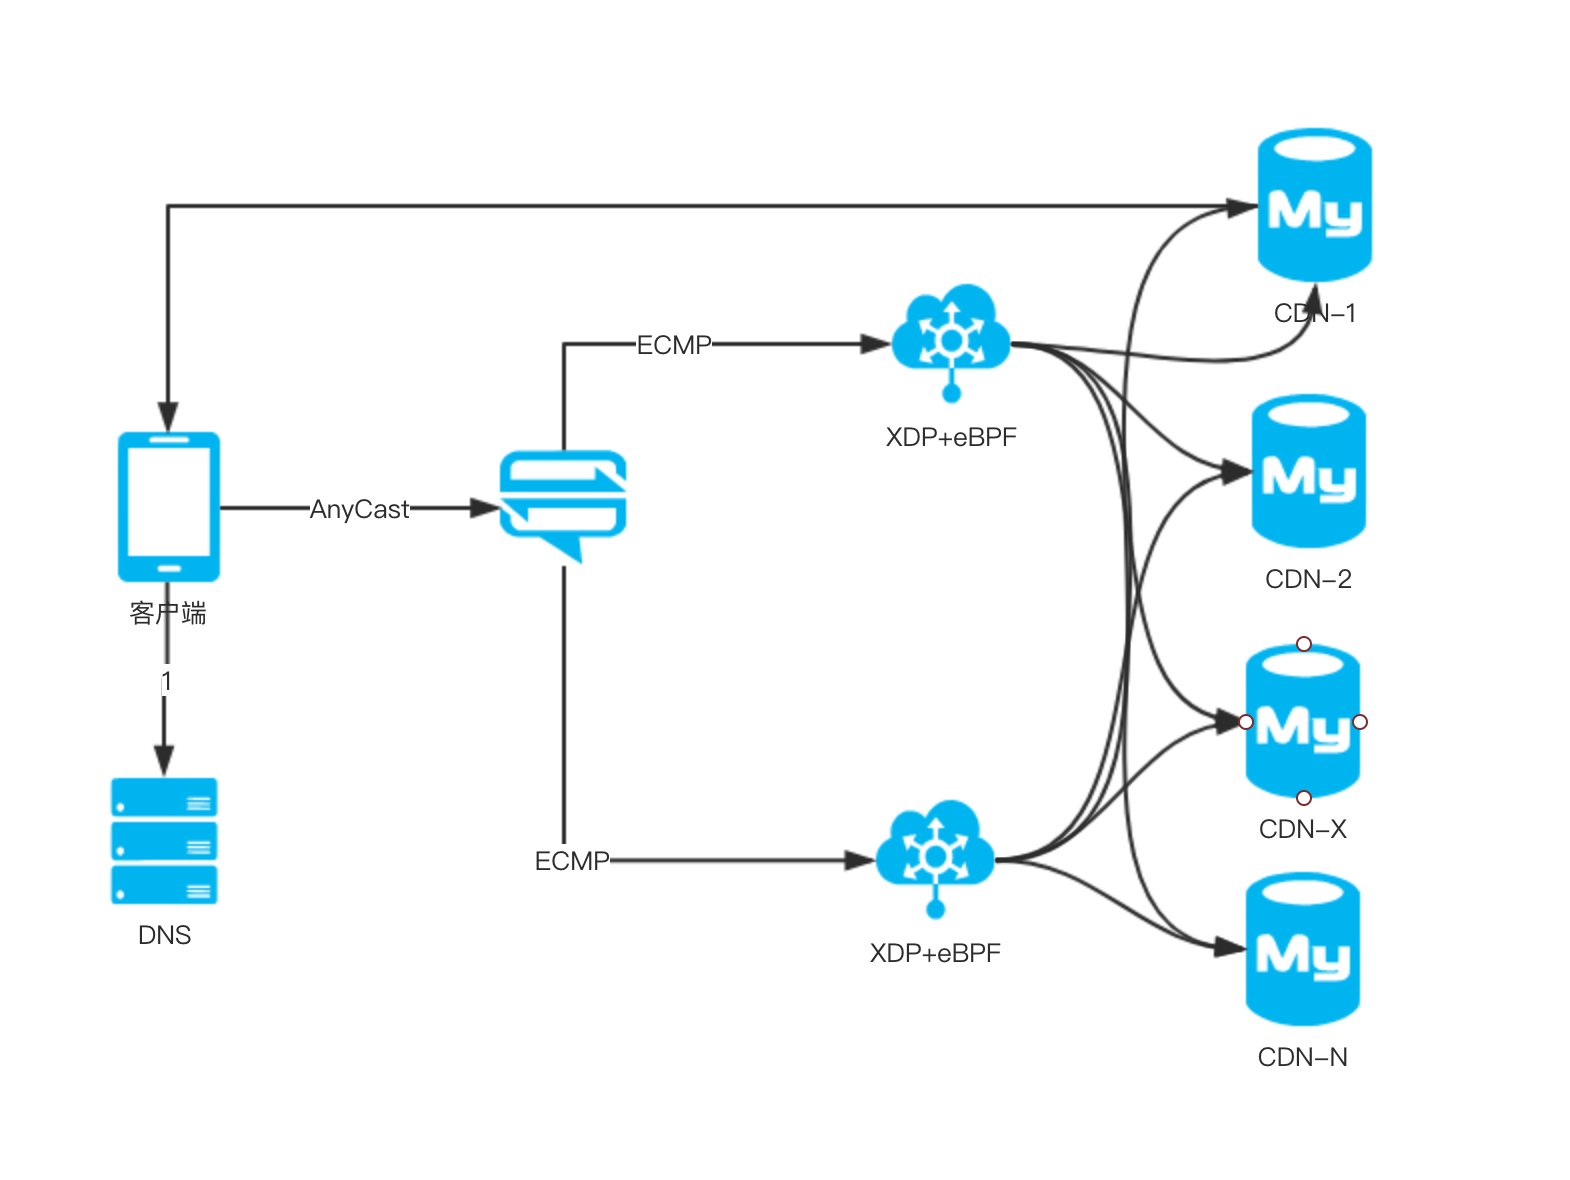 My
CDN-1
ECMP
XDP+eBPF
My
CDN-2
AnyCast
客户端
1
My
CDN-X
ECMP
XDP+eBPF
DNS
My
CDN-N